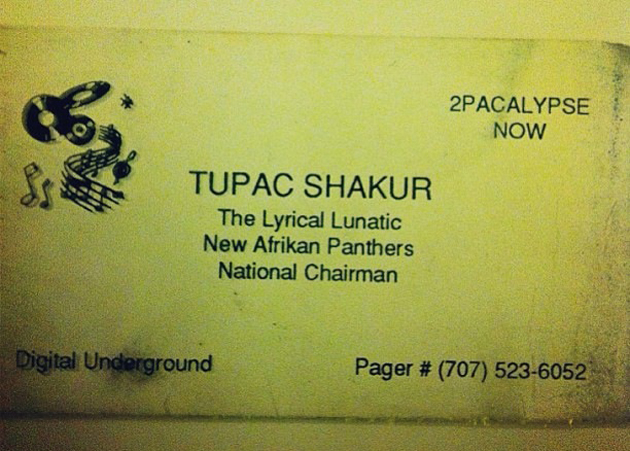 2PACALYPSE
NOW
TUPAC SHAKUR
The Lyrical Lunatic
New Afrikan Panthers
National Chairman
Digital Underground
Pager # (707) 523-6052